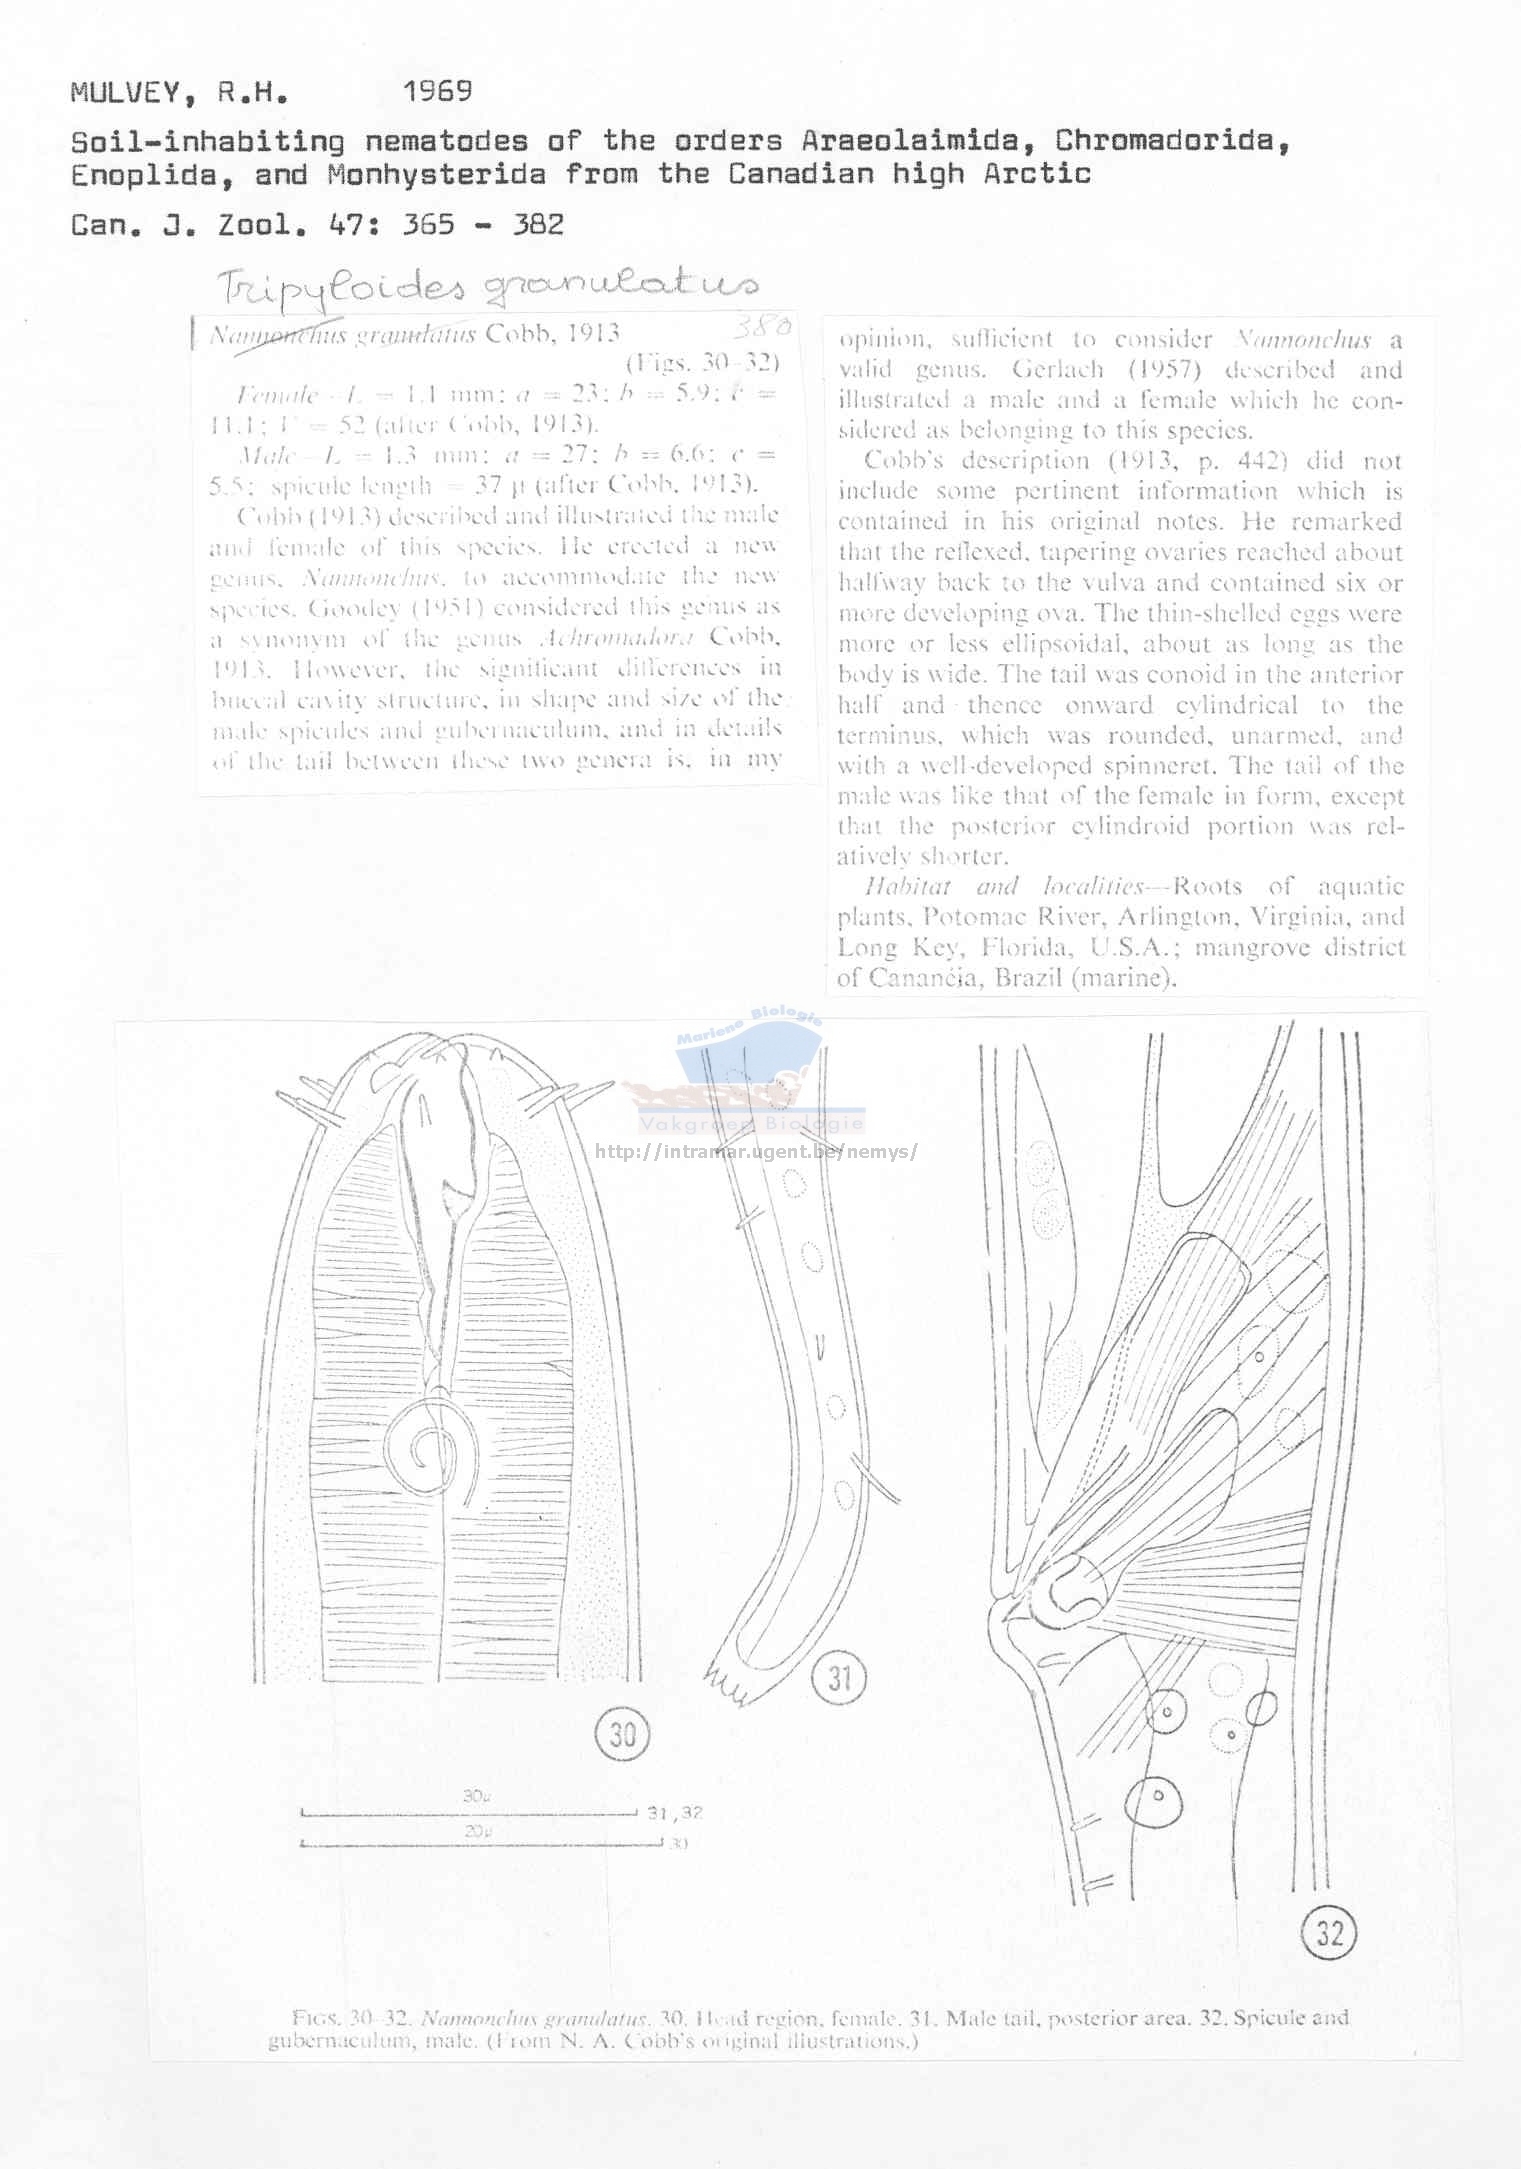 MULVEY, R.H. 1969
Soil-inhabiting nematodes of the orders Araeolaimida, Chromadorida,
Enoplida, and Monhysterida from the Canadian high Arctic
Can. J. Zool. 47: 365 - 382
Tripyloides granulatus
Nannonchus granulatus Cobb, 1913 380
(Figs. 30-32)
Female—L = 1.1 mm; a = 23; b = 5.9; c =
11.1; V = 52 (after Cobb, 1913).
Male—L = 1.3 mm; a = 27; b = 6.6; c =
5.5; spicule length = 37 µ (after Cobb, 1913).
Cobb (1913) described and illustrated the male
and female of this species. He erected a new
genus, Nannonchus, to accommodate the new
species. Goodey (1951) considered this genus as
a synonym of the genus Achromadora Cobb,
1913. However, the significant differences in
buccal cavity structure, in shape and size of the
male spicules and gubernaculum, and in details
of the tail between these two genera is, in my
opinion, sufficient to consider Nannonchus a
valid genus. Gerlach (1957) described and
illustrated a male and a female which he con-
sidered as belonging to this species.
Cobb's description (1913, p. 442) did not
include some pertinent information which is
contained in his original notes. He remarked
that the reflexed, tapering ovaries reached about
halfway back to the vulva and contained six or
more developing ova. The thin-shelled eggs were
more or less ellipsoidal, about as long as the
body is wide. The tail was conoid in the anterior
half and thence onward cylindrical to the
terminus, which was rounded, unarmed, and
with a well-developed spinneret. The tail of the
male was like that of the female in form, except
that the posterior cylindroid portion was rel-
atively shorter.
Habitat and localities—Roots of aquatic
plants, Potomac River, Arlington, Virginia, and
Long Key, Florida, U.S.A.; mangrove district
of Cananéia, Brazil (marine).
Mariene Biologie
Vakgroep Biologie
http://intramar.ugent.be/nemys/
31
30
30µ
31,32
20µ
30
32
FIGS. 30-32. Nannonchus granulatus. 30. Head region, female. 31. Male tail, posterior area. 32. Spicule and
gubernaculum, male. (From N. A. Cobb's original illustrations.)